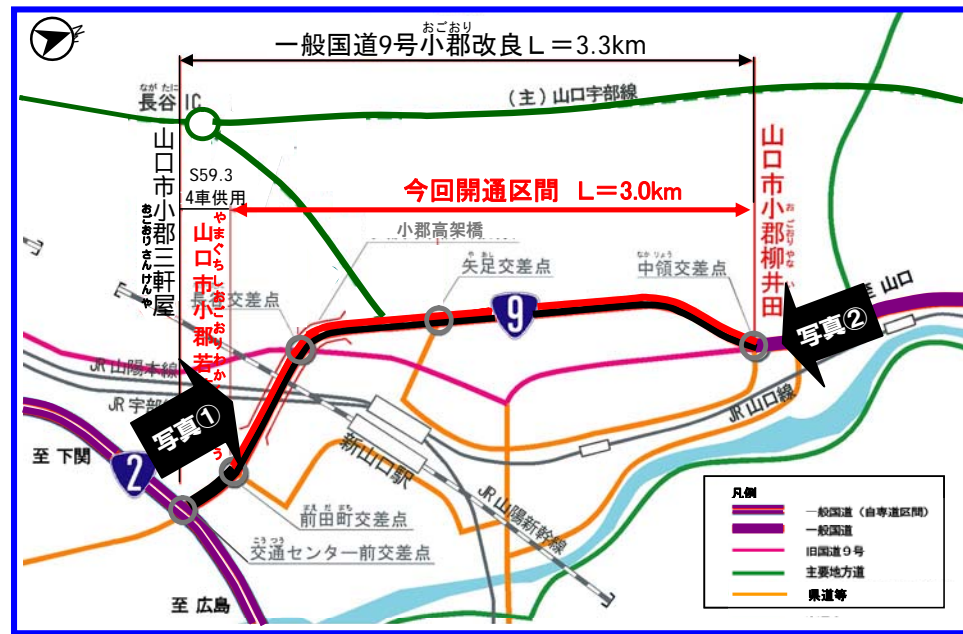 おごおり
一般国道9号小郡改良L=3.3km
ながたに
長谷IC
(主)山口宇部線
山口市小郡三軒屋
おごおりさんけんや
S59.3
4車供用
今回開通区間 L=3.0km
山口市小郡柳井田
おごおりやない
やまぐちしおごおりわか
山口市小郡若
う
小郡高架橋
やあし
矢足交差点
なかりょう
中領交差点
長谷交差点
9
至 山口
写真②
JR山陽本線
JR宇部
写真①
JR山口線
至 下関
2
新山口駅
JR山陽新幹線
まえだまち
前田町交差点
こうつう
交通センター前交差点
至 広島
凡例
一般国道(自専道区間)
一般国道
旧国道9号
主要地方道
県道等